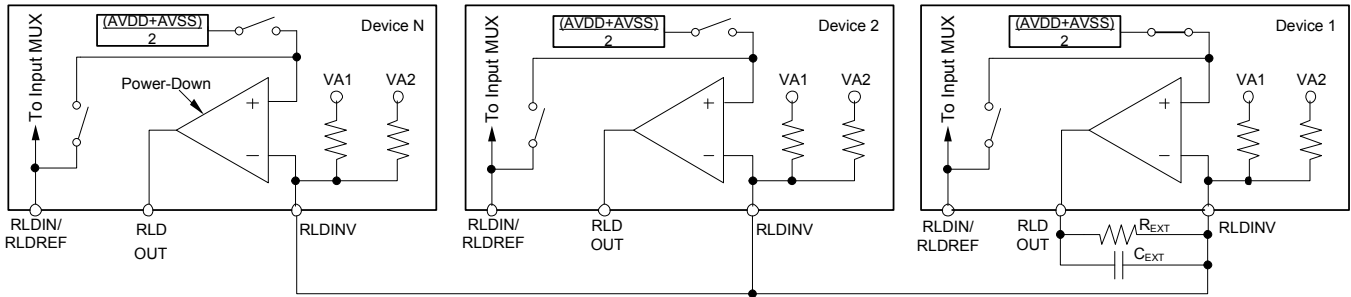 (AVDD+AVSS)
2
Device N
To Input MUX
Power-Down
+
−
VA1
VA2
RLDIN/
RLDREF
RLD
OUT
RLDINV
(AVDD+AVSS)
2
Device 2
To Input MUX
+
−
VA1
VA2
RLDIN/
RLDREF
RLD
OUT
RLDINV
(AVDD+AVSS)
2
Device 1
To Input MUX
+
−
VA1
VA2
RLDIN/
RLDREF
RLD
OUT
RLDINV
REXT
CEXT